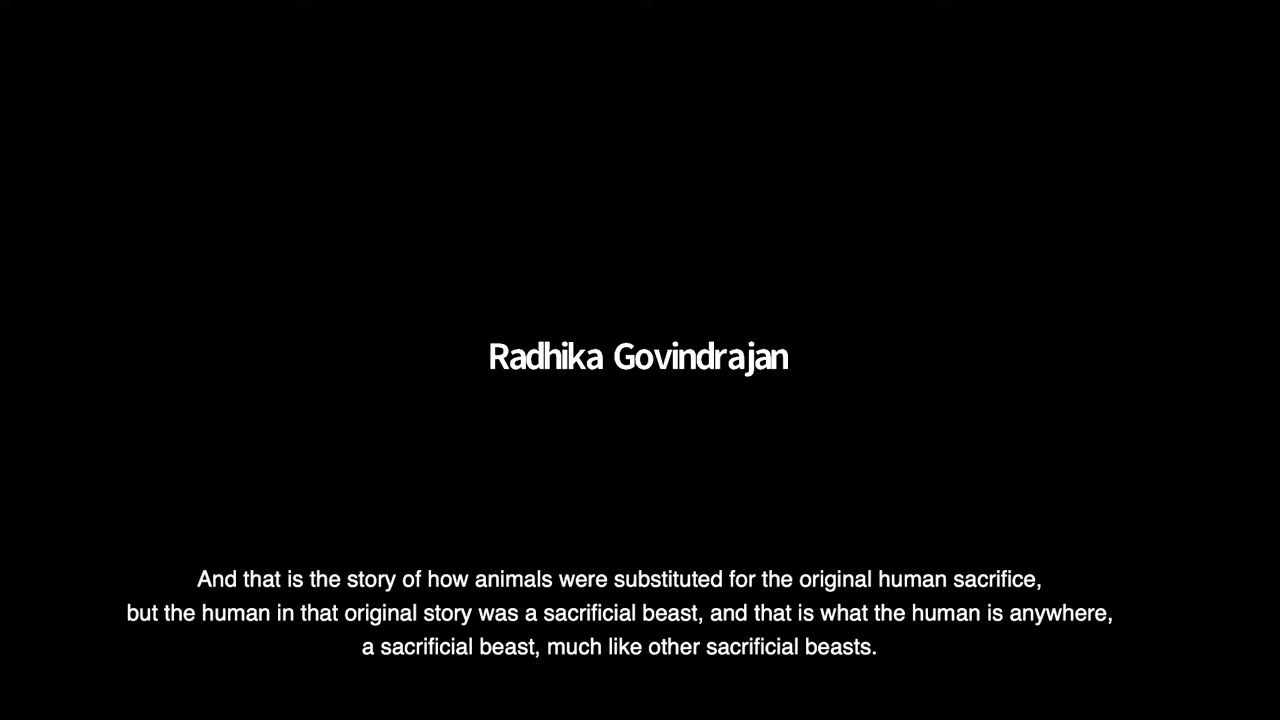 Radhika Govindrajan
And that is the story of how animals were substituted for the original human sacrifice,
but the human in that original story was a sacrificial beast, and that is what the human is anywhere,
a sacrificial beast, much like other sacrificial beasts.